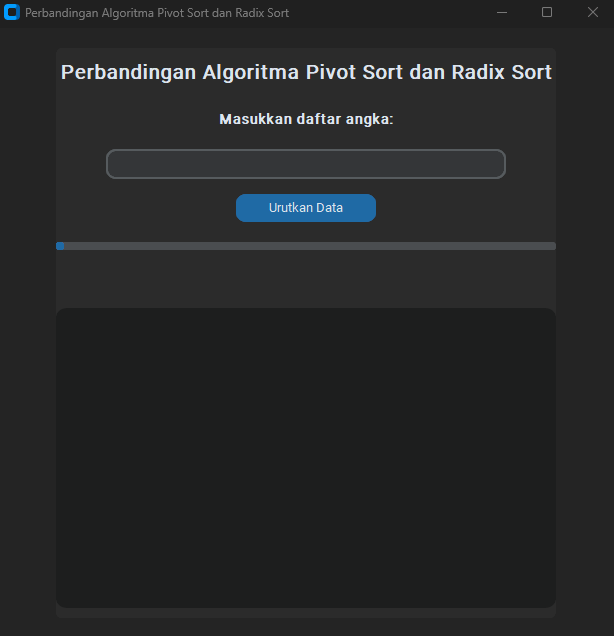 Perbandingan Algoritma Pivot Sort dan Radix Sort
Perbandingan Algoritma Pivot Sort dan Radix Sort
Masukkan daftar angka:
Urutkan Data